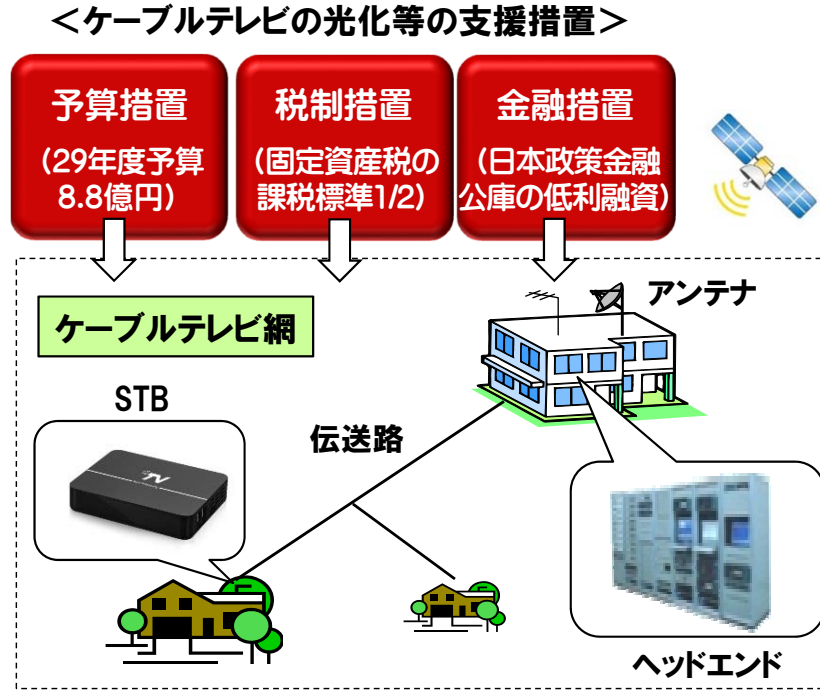 ＜ケーブルテレビの光化等の支援措置＞
予算措置
（29年度予算
8.8億円）
税制措置
（固定資産税の
課税標準1/2）
金融措置
（日本政策金融
公庫の低利融資）
アンテナ
ケーブルテレビ網
STB
TV
伝送路
ヘッドエンド